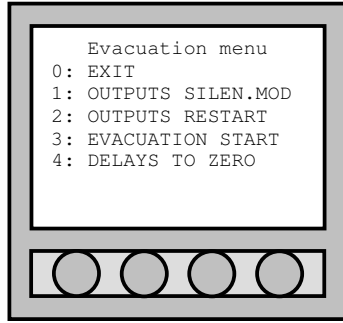 Evacuation menu
0: EXIT
1: OUTPUTS SILEN.MOD
2: OUTPUTS RESTART
3: EVACUATION START
4: DELAYS TO ZERO